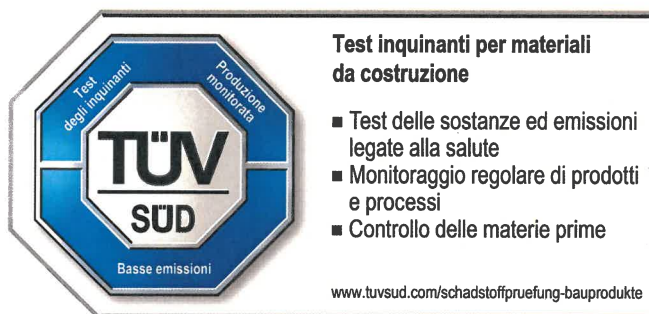 Test
degli inquinanti
Produzione
monitorata
TÜV
SÜD
Basse emissioni
Test inquinanti per materiali
da costruzione
■ Test delle sostanze ed emissioni
legate alla salute
■ Monitoraggio regolare di prodotti
e processi
■ Controllo delle materie prime
www.tuvsud.com/schadstoffpruefung-bauprodukte